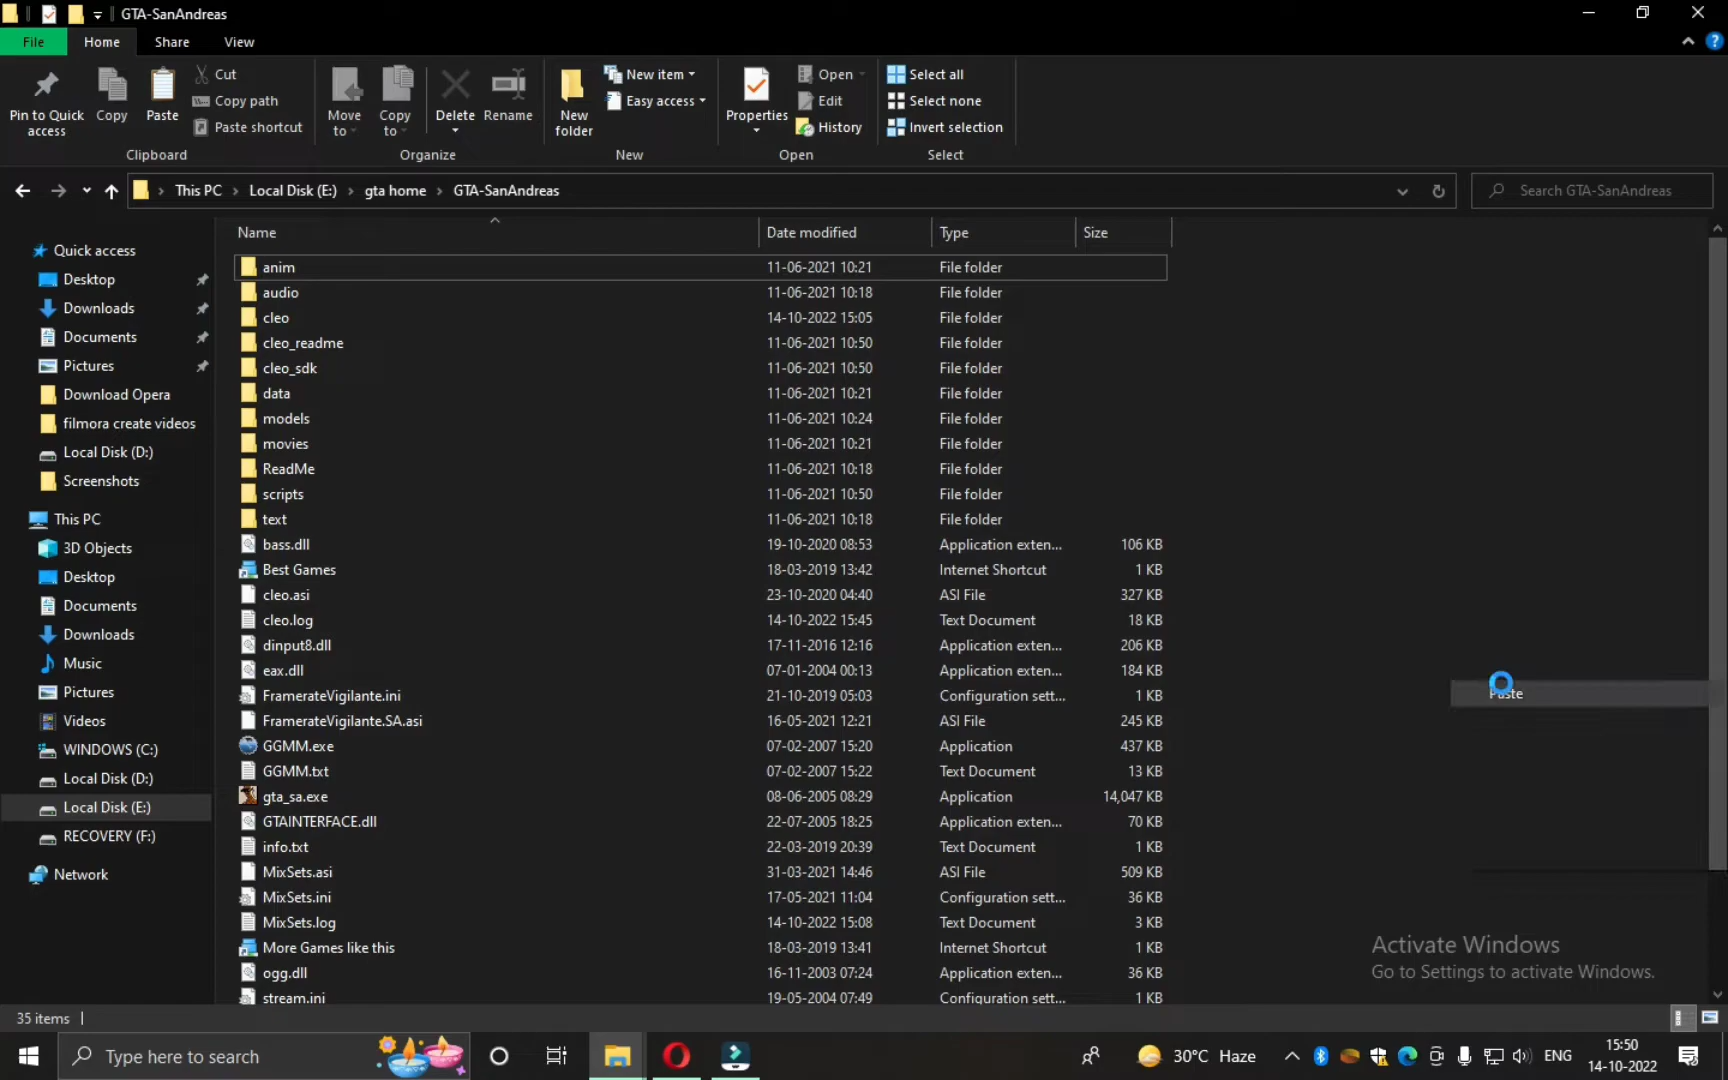 GTA-SanAndreas
File Home Share View
Pin to Quick access
Copy
Paste
Cut
Copy path
Paste shortcut
Clipboard
Move to
Copy to
Delete
Rename
Organize
New folder
New item
Easy access
New
Properties
Open
Edit
History
Open
Select all
Select none
Invert selection
Select
This PC Local Disk (E:) gta home GTA-SanAndreas
Search GTA-SanAndreas
Quick access
Desktop
Downloads
Documents
Pictures
Download Opera
filmora create videos
Local Disk (D:)
Screenshots
This PC
3D Objects
Desktop
Documents
Downloads
Music
Pictures
Videos
WINDOWS (C:)
Local Disk (D:)
Local Disk (E:)
RECOVERY (F:)
Network
Name Date modified Type Size
anim 11-06-2021 10:21 File folder
audio 11-06-2021 10:18 File folder
cleo 14-10-2022 15:05 File folder
cleo_readme 11-06-2021 10:50 File folder
cleo_sdk 11-06-2021 10:50 File folder
data 11-06-2021 10:21 File folder
models 11-06-2021 10:24 File folder
movies 11-06-2021 10:21 File folder
ReadMe 11-06-2021 10:18 File folder
scripts 11-06-2021 10:50 File folder
text 11-06-2021 10:18 File folder
bass.dll 19-10-2020 08:53 Application exten... 106 KB
Best Games 18-03-2019 13:42 Internet Shortcut 1 KB
cleo.asi 23-10-2020 04:40 ASI File 327 KB
cleo.log 14-10-2022 15:45 Text Document 18 KB
dinput8.dll 17-11-2016 12:16 Application exten... 206 KB
eax.dll 07-01-2004 00:13 Application exten... 184 KB
FramerateVigilante.ini 21-10-2019 05:03 Configuration sett... 1 KB
FramerateVigilante.SA.asi 16-05-2021 12:21 ASI File 245 KB
GGMM.exe 07-02-2007 15:20 Application 437 KB
GGMM.txt 07-02-2007 15:22 Text Document 13 KB
gta_sa.exe 08-06-2005 08:29 Application 14,047 KB
GTAINTERFACE.dll 22-07-2005 18:25 Application exten... 70 KB
info.txt 22-03-2019 20:39 Text Document 1 KB
MixSets.asi 31-03-2021 14:46 ASI File 509 KB
MixSets.ini 17-05-2021 11:04 Configuration sett... 36 KB
MixSets.log 14-10-2022 15:08 Text Document 3 KB
More Games like this 18-03-2019 13:41 Internet Shortcut 1 KB
ogg.dll 16-11-2003 07:24 Application exten... 36 KB
stream.ini 19-05-2004 07:49 Configuration sett... 1 KB
Paste
Activate Windows
Go to Settings to activate Windows.
35 items
Type here to search
30°C Haze
ENG
15:50
14-10-2022